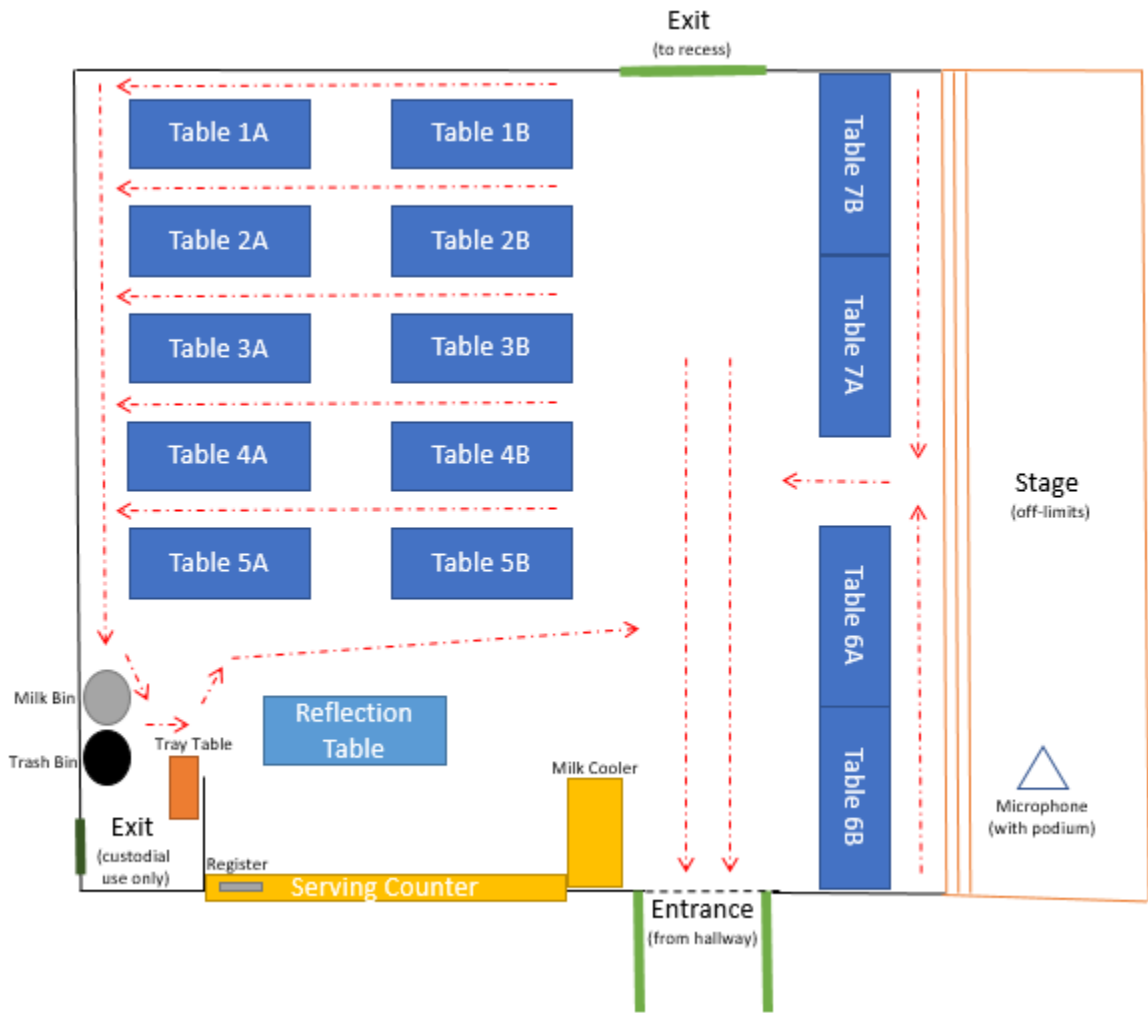 Exit
(to recess)
Table 1A
Table 1B
Table 7B
Table 2A
Table 2B
Table 3A
Table 3B
Table 7A
Table 4A
Table 4B
Stage
(off-limits)
Table 5A
Table 5B
Table 6A
Milk Bin
Reflection
Table
Tray Table
Trash Bin
Milk Cooler
Table 6B
Microphone
(with podium)
Exit
(custodial
use only)
Register
Serving Counter
Entrance
(from hallway)